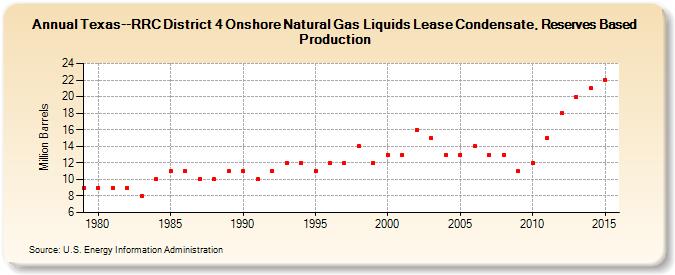 Annual Texas--RRC District 4 Onshore Natural Gas Liquids Lease Condensate, Reserves Based
Production
Million Barrels
24
22
20
18
16
14
12
10
8
6
1980 1985 1990 1995 2000 2005 2010 2015
Source: U.S. Energy Information Administration